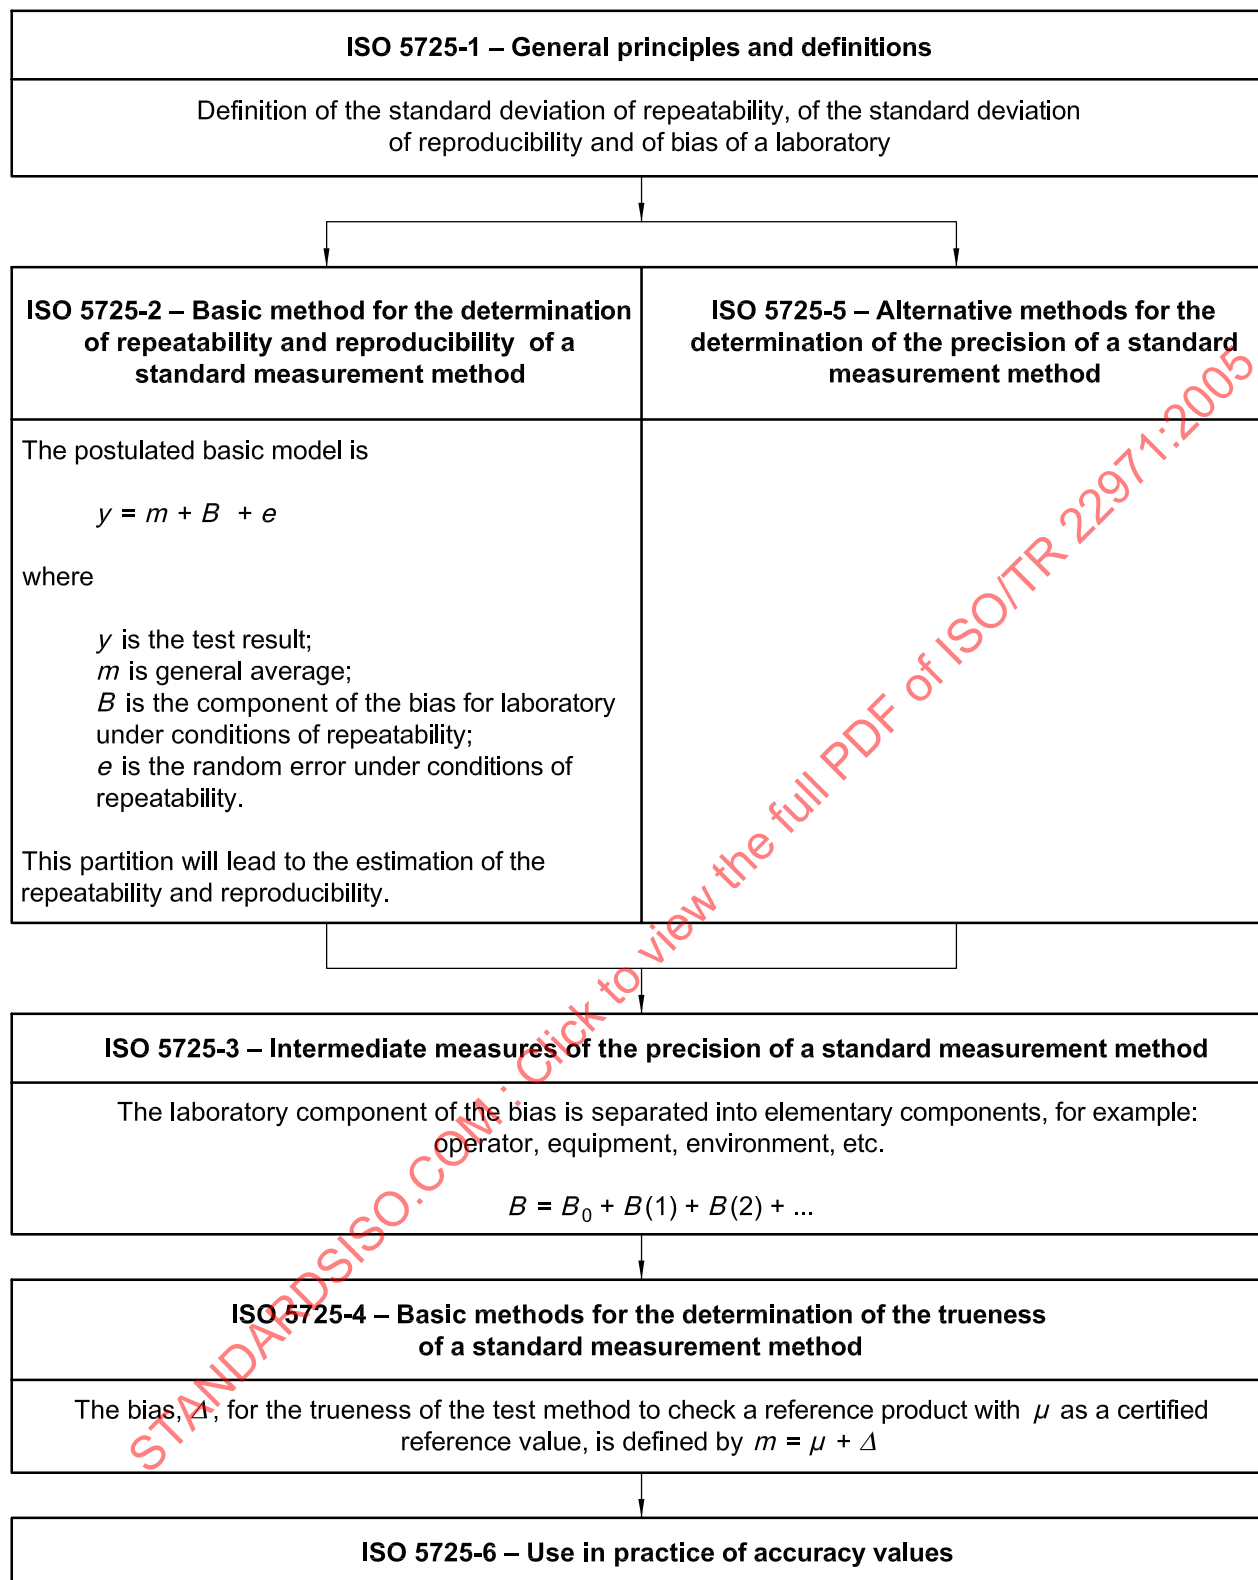 ISO 5725-1 – General principles and definitions
Definition of the standard deviation of repeatability, of the standard deviation
of reproducibility and of bias of a laboratory
ISO 5725-2 – Basic method for the determination
of repeatability and reproducibility of a
standard measurement method
ISO 5725-5 – Alternative methods for the
determination of the precision of a standard
measurement method
The postulated basic model is
y = m + B + e
where
y is the test result;
m is general average;
B is the component of the bias for laboratory
under conditions of repeatability;
e is the random error under conditions of
repeatability.
This partition will lead to the estimation of the
repeatability and reproducibility.
ISO 5725-3 – Intermediate measures of the precision of a standard measurement method
The laboratory component of the bias is separated into elementary components, for example:
operator, equipment, environment, etc.
B = B₀ + B(1) + B(2) + ...
ISO 5725-4 – Basic methods for the determination of the trueness
of a standard measurement method
The bias, Δ, for the trueness of the test method to check a reference product with μ as a certified
reference value, is defined by m = μ + Δ
ISO 5725-6 – Use in practice of accuracy values
STANDARDSISO.COM : Click to view the full PDF of ISO/TR 22971:2005